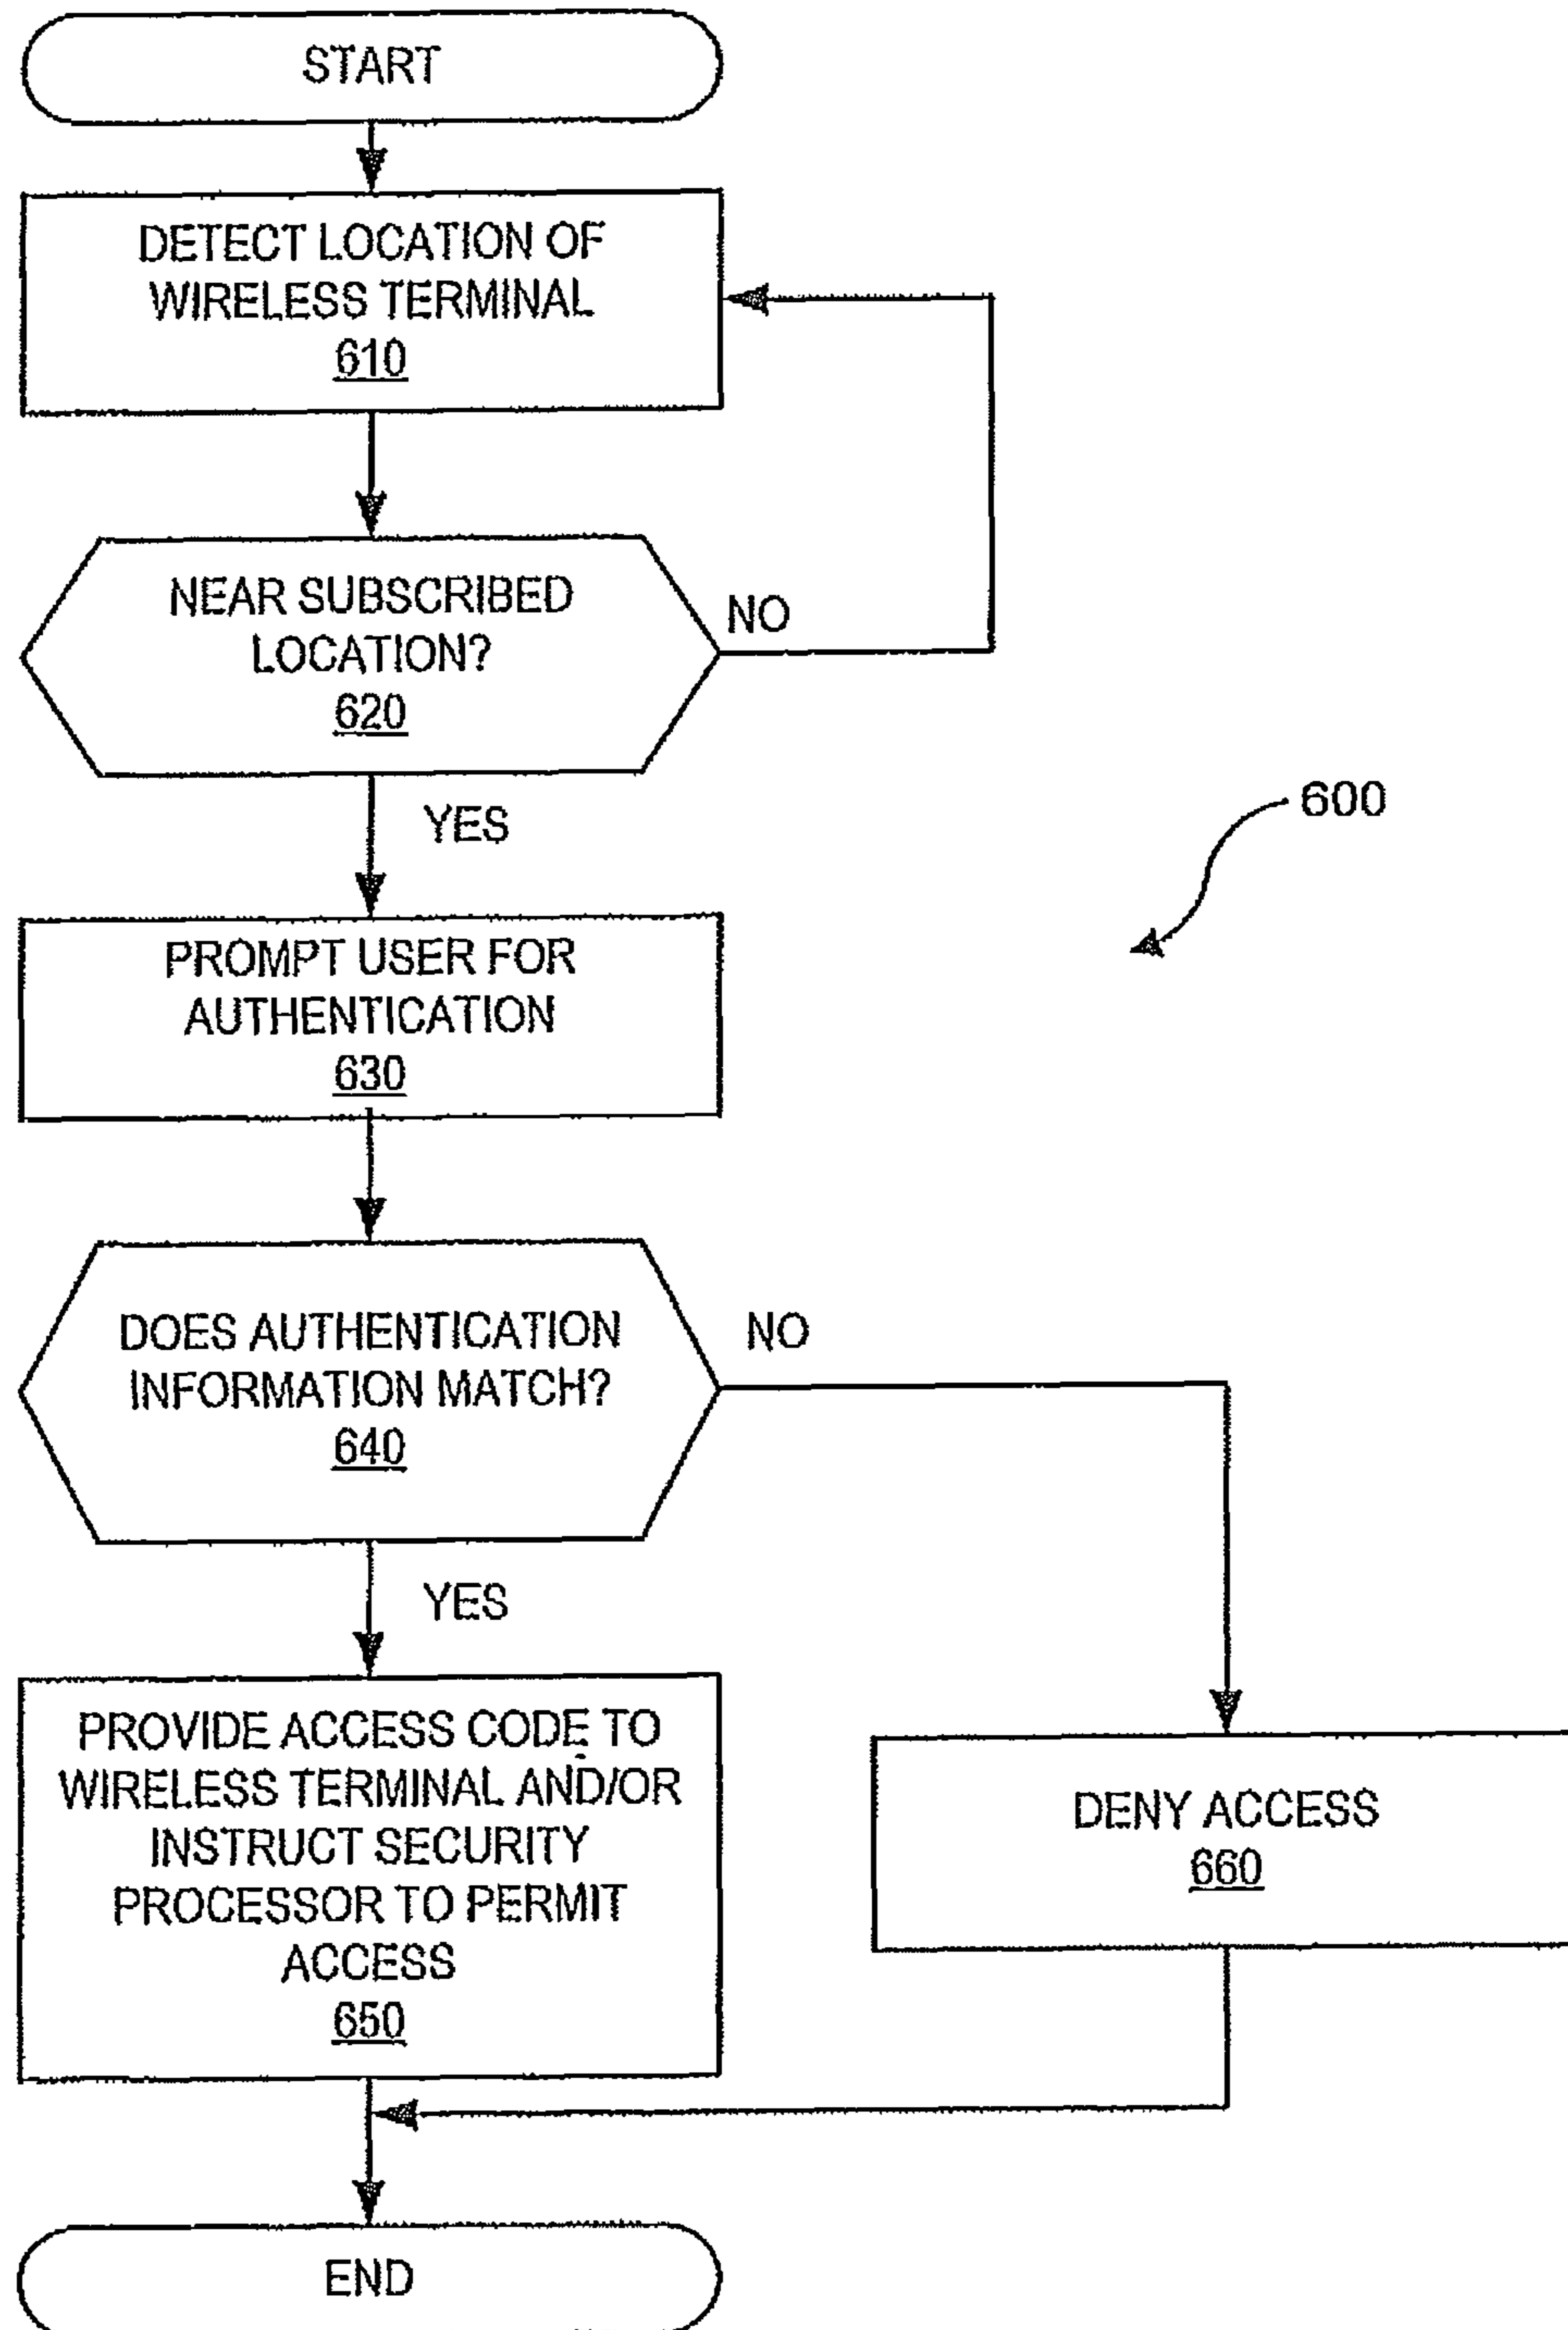 START
DETECT LOCATION OF
WIRELESS TERMINAL
610
NEAR SUBSCRIBED
LOCATION?
620
NO
YES
600
PROMPT USER FOR
AUTHENTICATION
630
DOES AUTHENTICATION
INFORMATION MATCH?
640
NO
YES
PROVIDE ACCESS CODE TO
WIRELESS TERMINAL AND/OR
INSTRUCT SECURITY
PROCESSOR TO PERMIT
ACCESS
650
DENY ACCESS
660
END